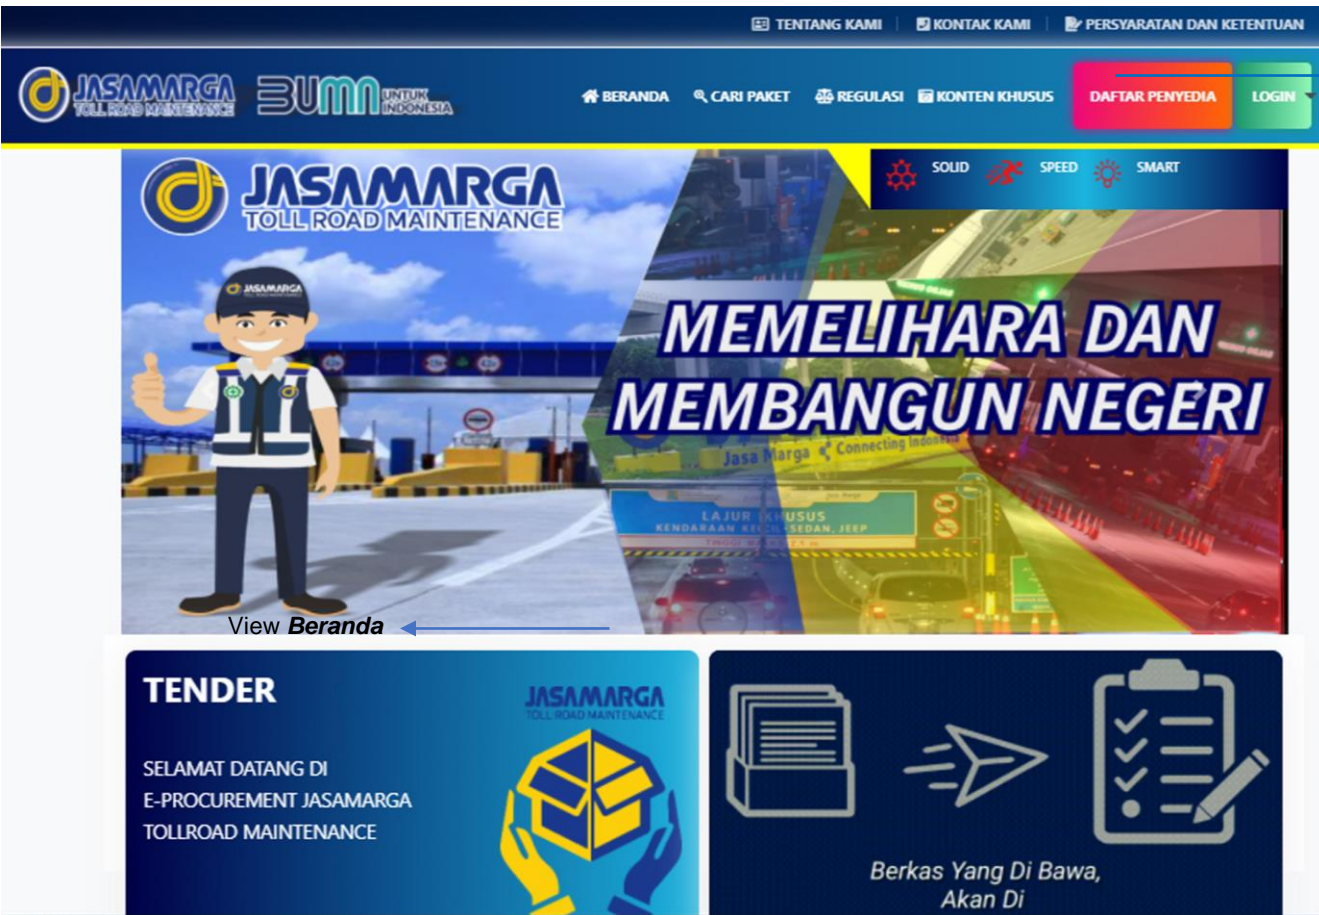 TENTANG KAMI
KONTAK KAMI
PERSYARATAN DAN KETENTUAN
JASAMARGA
TOLL ROAD MAINTENANCE
BUMN UNTUK
INDONESIA
BERANDA
CARI PAKET
REGULASI
KONTEN KHUSUS
DAFTAR PENYEDIA
LOGIN
JASAMARGA
TOLL ROAD MAINTENANCE
SOLID
SPEED
SMART
JASAMARGA
MEMELIHARA DAN
MEMBANGUN NEGERI
Jasa Marga Connecting Indonesia
LAJUR KHUSUS
KENDARAAN KECIL-SEDAN, JEEP
View Beranda
TENDER
JASAMARGA
TOLL ROAD MAINTENANCE
SELAMAT DATANG DI
E-PROCUREMENT JASAMARGA
TOLLROAD MAINTENANCE
Berkas Yang Di Bawa,
Akan Di